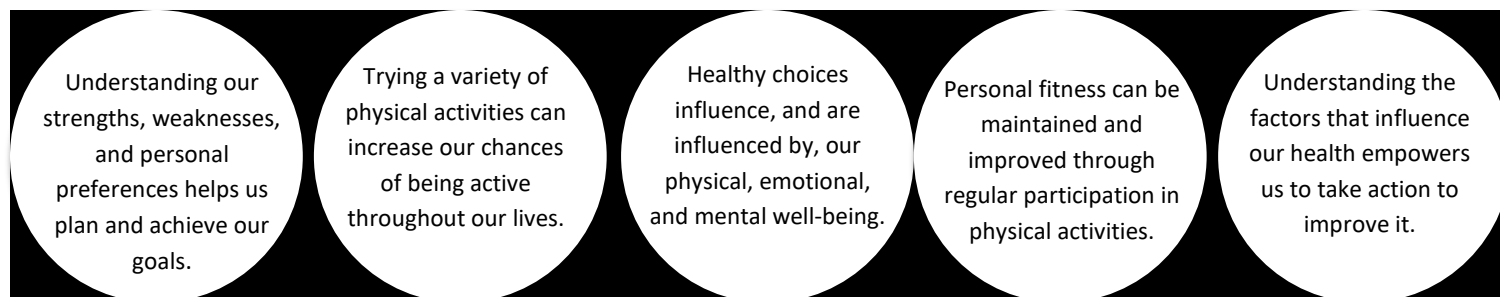 Understanding our
strengths, weaknesses,
and personal
preferences helps us
plan and achieve our
goals.
Trying a variety of
physical activities can
increase our chances
of being active
throughout our lives.
Healthy choices
influence, and are
influenced by, our
physical, emotional,
and mental well-being.
Personal fitness can be
maintained and
improved through
regular participation in
physical activities.
Understanding the
factors that influence
our health empowers
us to take action to
improve it.